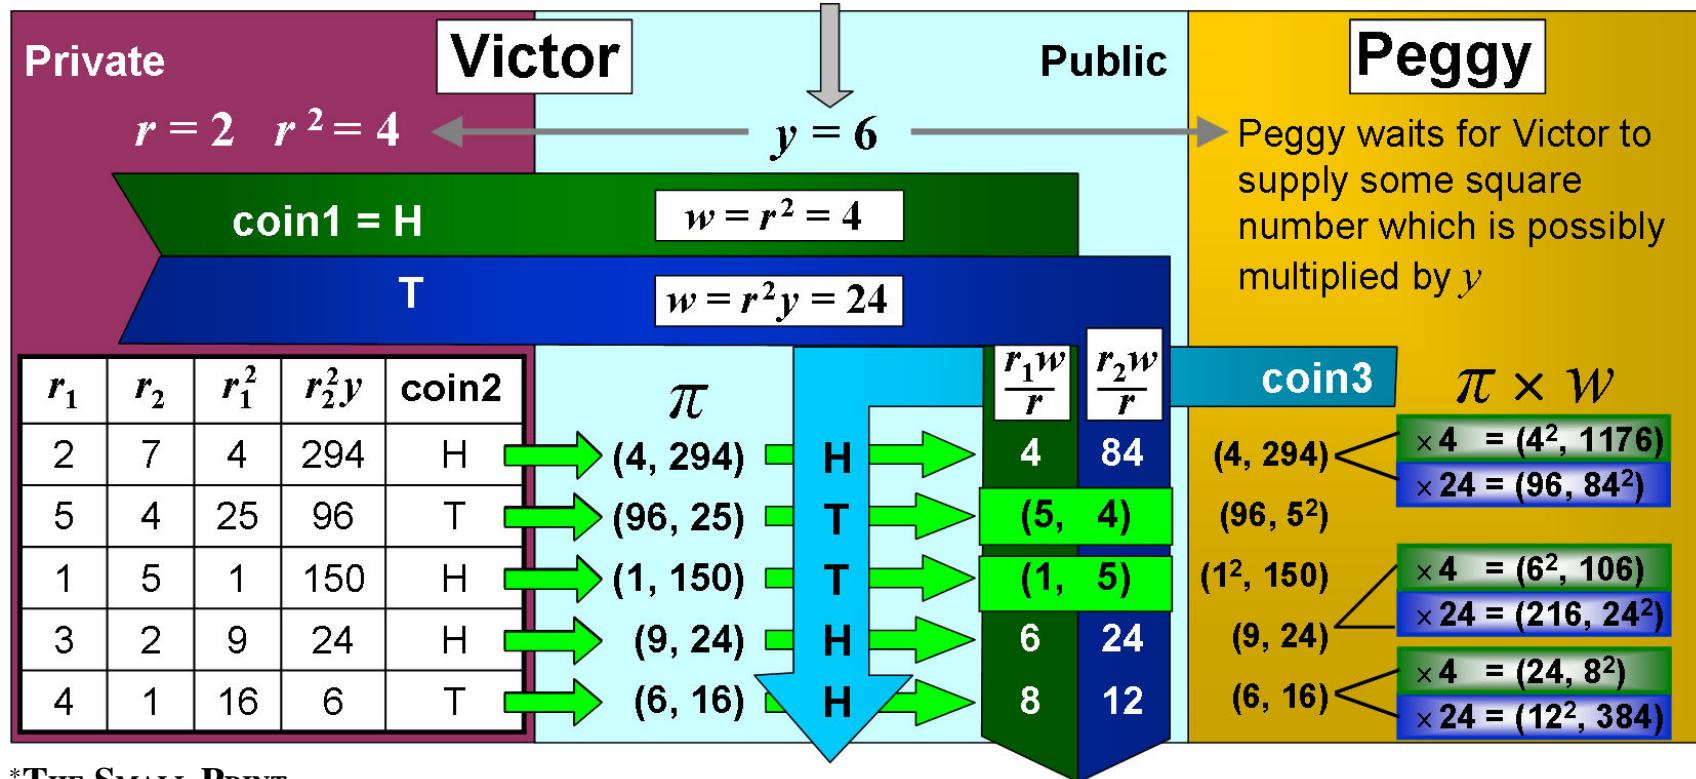 Private Victor Public Peggy
r = 2 r² = 4 y = 6
Peggy waits for Victor to
supply some square
number which is possibly
multiplied by y
coin1 = H w = r² = 4
T w = r²y = 24
r₁ r₂ r₁² r₂²y coin2 π r₁w/r r₂w/r coin3 π × w
2 7 4 294 H (4, 294) H 4 84 (4, 294) ×4 = (4², 1176)
×24 = (96, 84²)
5 4 25 96 T (96, 25) T (5, 4) (96, 5²)
1 5 1 150 H (1, 150) T (1, 5) (1², 150)
3 2 9 24 H (9, 24) H 6 24 (9, 24) ×4 = (6², 106)
×24 = (216, 24²)
4 1 16 6 T (6, 16) H 8 12 (6, 16) ×4 = (24, 8²)
×24 = (12², 384)
*THE SMALL PRINT